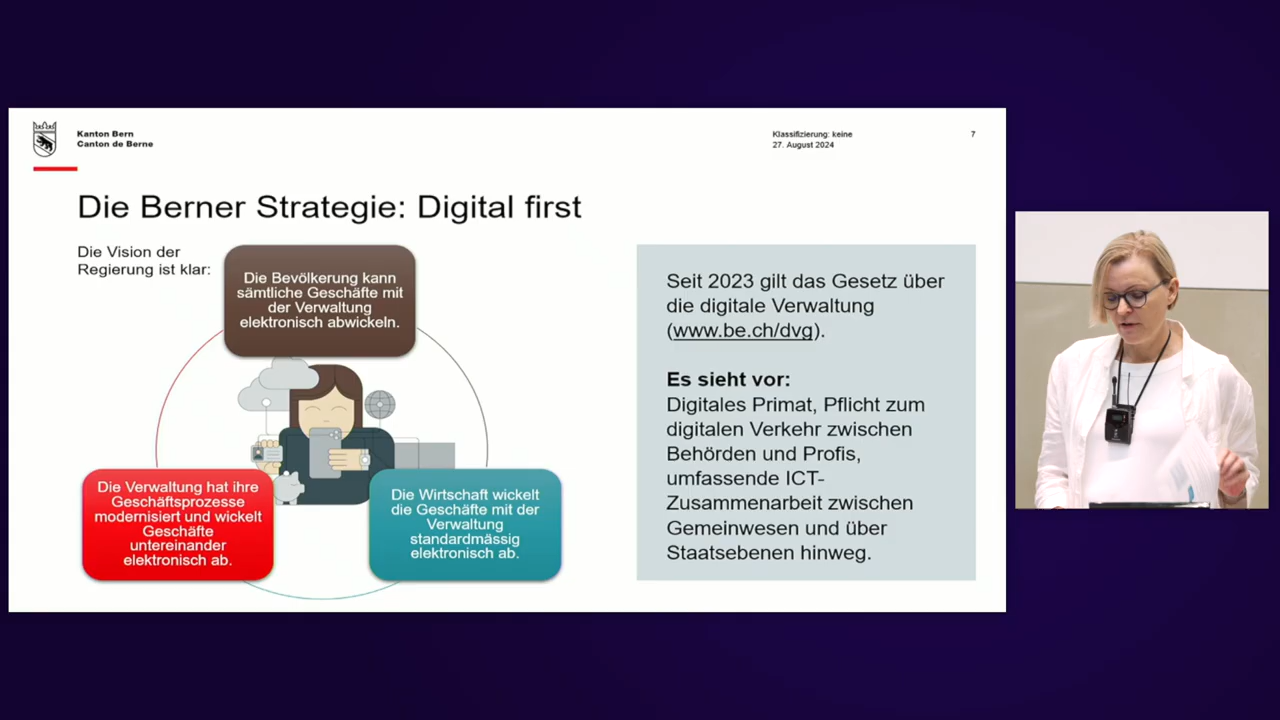 Kanton Bern
Canton de Berne
Klassifizierung: keine
27. August 2024
7
Die Berner Strategie: Digital first
Die Vision der
Regierung ist klar:
Die Bevölkerung kann
sämtliche Geschäfte mit
der Verwaltung
elektronisch abwickeln.
Die Verwaltung hat ihre
Geschäftsprozesse
modernisiert und wickelt
Geschäfte
untereinander
elektronisch ab.
Die Wirtschaft wickelt
die Geschäfte mit der
Verwaltung
standardmässig
elektronisch ab.
Seit 2023 gilt das Gesetz über
die digitale Verwaltung
(www.be.ch/dvg).
Es sieht vor:
Digitales Primat, Pflicht zum
digitalen Verkehr zwischen
Behörden und Profis,
umfassende ICT-
Zusammenarbeit zwischen
Gemeinwesen und über
Staatsebenen hinweg.